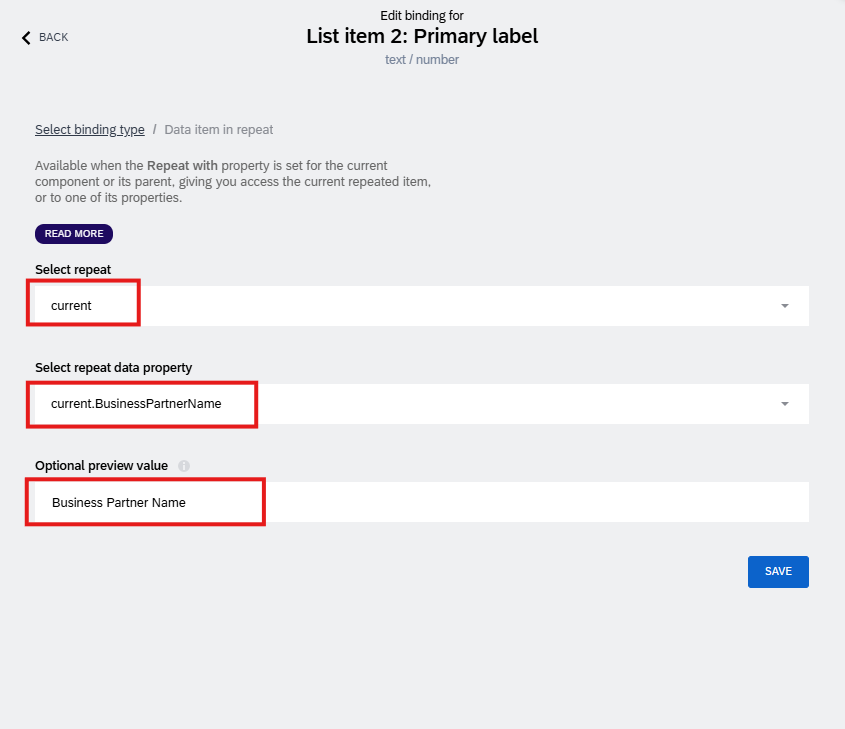 Edit binding for
BACK
List item 2: Primary label
text / number
Select binding type / Data item in repeat
Available when the Repeat with property is set for the current
component or its parent, giving you access the current repeated item,
or to one of its properties.
READ MORE
Select repeat
current
Select repeat data property
current.BusinessPartnerName
Optional preview value
Business Partner Name
SAVE